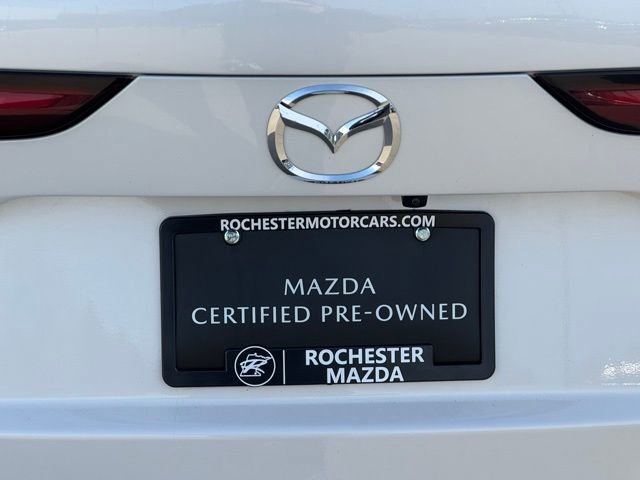 ROCHESTERMOTORCARS.COM
MAZDA
CERTIFIED PRE-OWNED
ROCHESTER
MAZDA